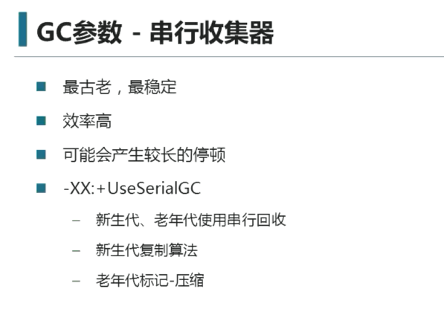 GC参数 - 串行收集器
最古老，最稳定
效率高
可能会产生较长的停顿
-XX:+UseSerialGC
– 新生代、老年代使用串行回收
– 新生代复制算法
– 老年代标记-压缩